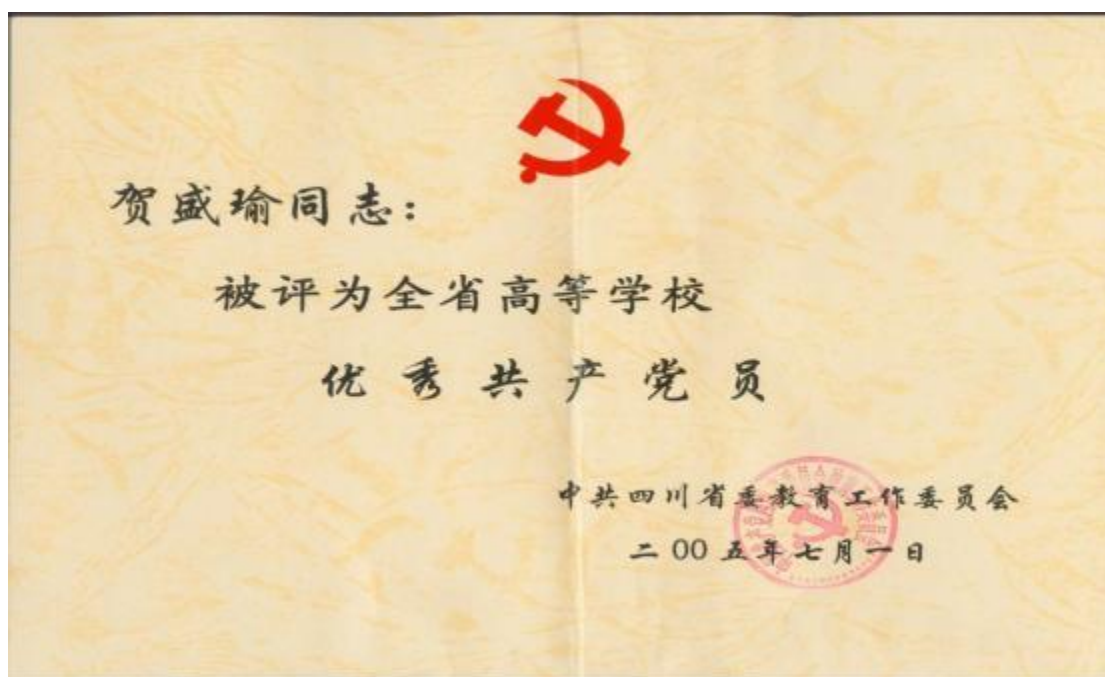 贺盛瑜同志:
被评为全省高等学校
优秀共产党员
中共四川省委教育工作委员会
二00五年七月一日